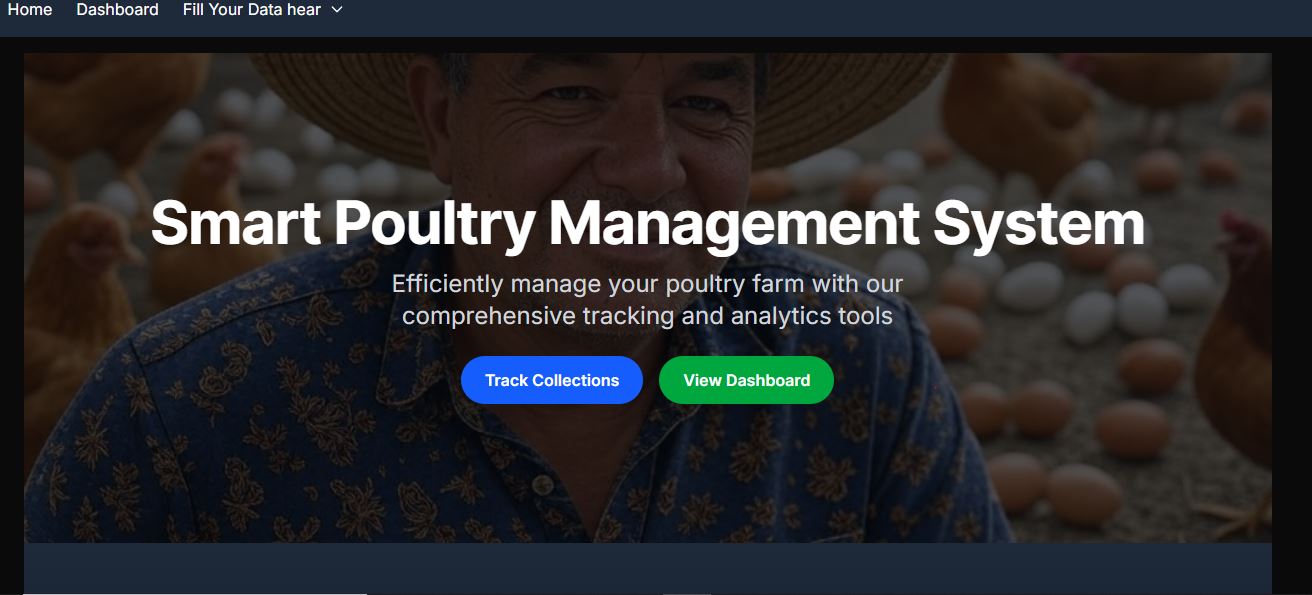 Home Dashboard Fill Your Data hear
Smart Poultry Management System
Efficiently manage your poultry farm with our
comprehensive tracking and analytics tools
Track Collections View Dashboard